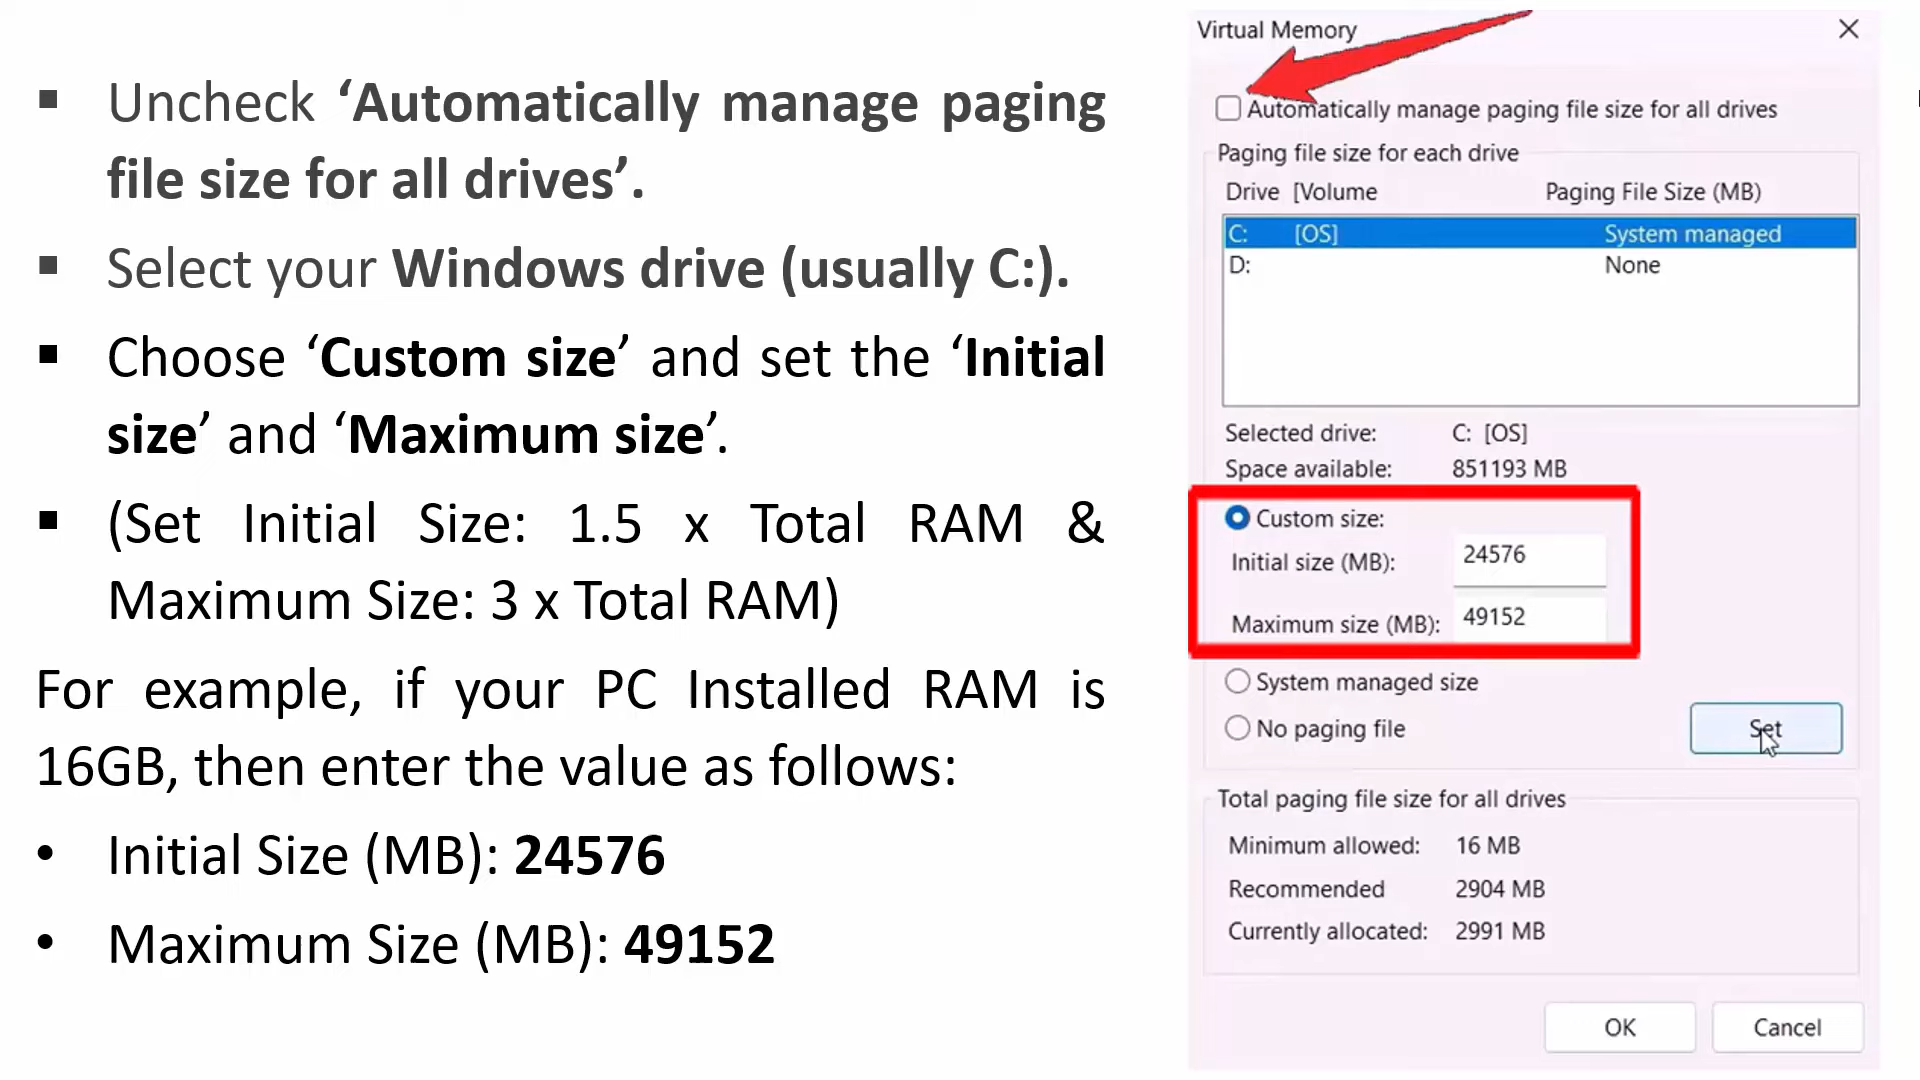 ▪ Uncheck ‘Automatically manage paging
file size for all drives’.
▪ Select your Windows drive (usually C:).
▪ Choose ‘Custom size’ and set the ‘Initial
size’ and ‘Maximum size’.
▪ (Set Initial Size: 1.5 x Total RAM &
Maximum Size: 3 x Total RAM)
For example, if your PC Installed RAM is
16GB, then enter the value as follows:
• Initial Size (MB): 24576
• Maximum Size (MB): 49152
Virtual Memory
Automatically manage paging file size for all drives
Paging file size for each drive
Drive [Volume Paging File Size (MB)
C: [OS] System managed
D: None
Selected drive: C: [OS]
Space available: 851193 MB
Custom size:
Initial size (MB): 24576
Maximum size (MB): 49152
System managed size
No paging file
Set
Total paging file size for all drives
Minimum allowed: 16 MB
Recommended 2904 MB
Currently allocated: 2991 MB
OK Cancel